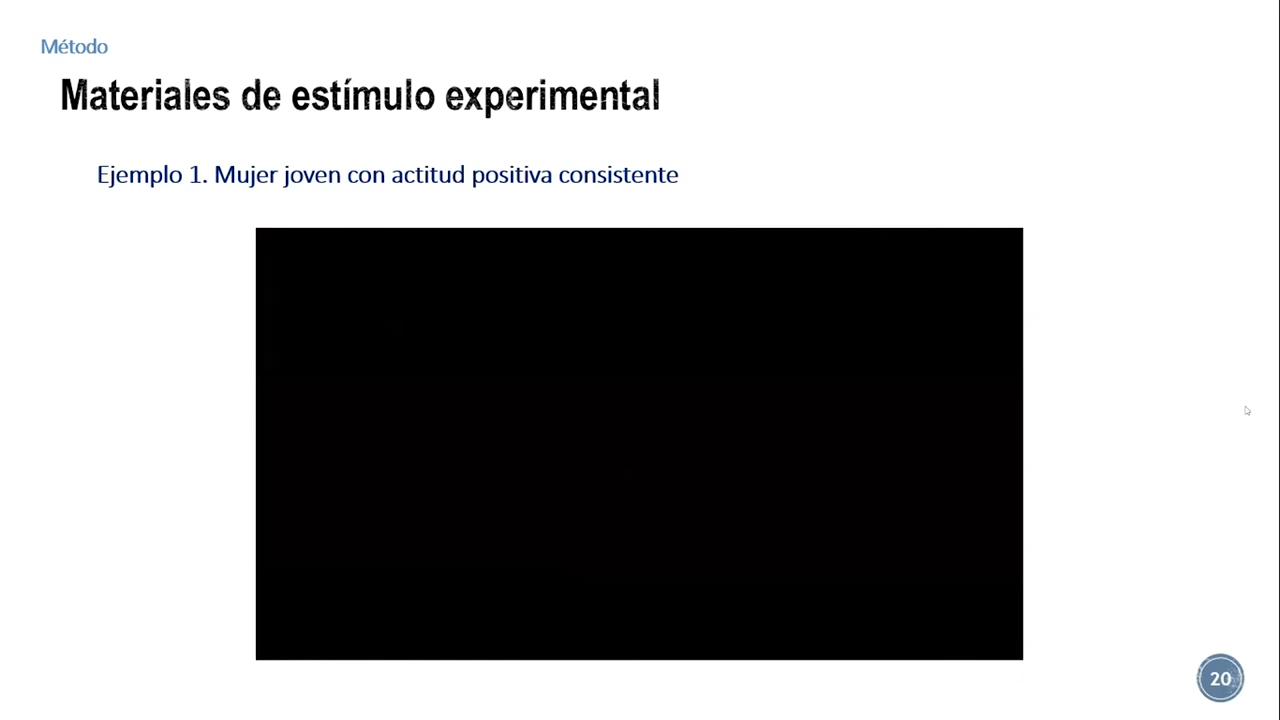 Método
Materiales de estímulo experimental
Ejemplo 1. Mujer joven con actitud positiva consistente
20